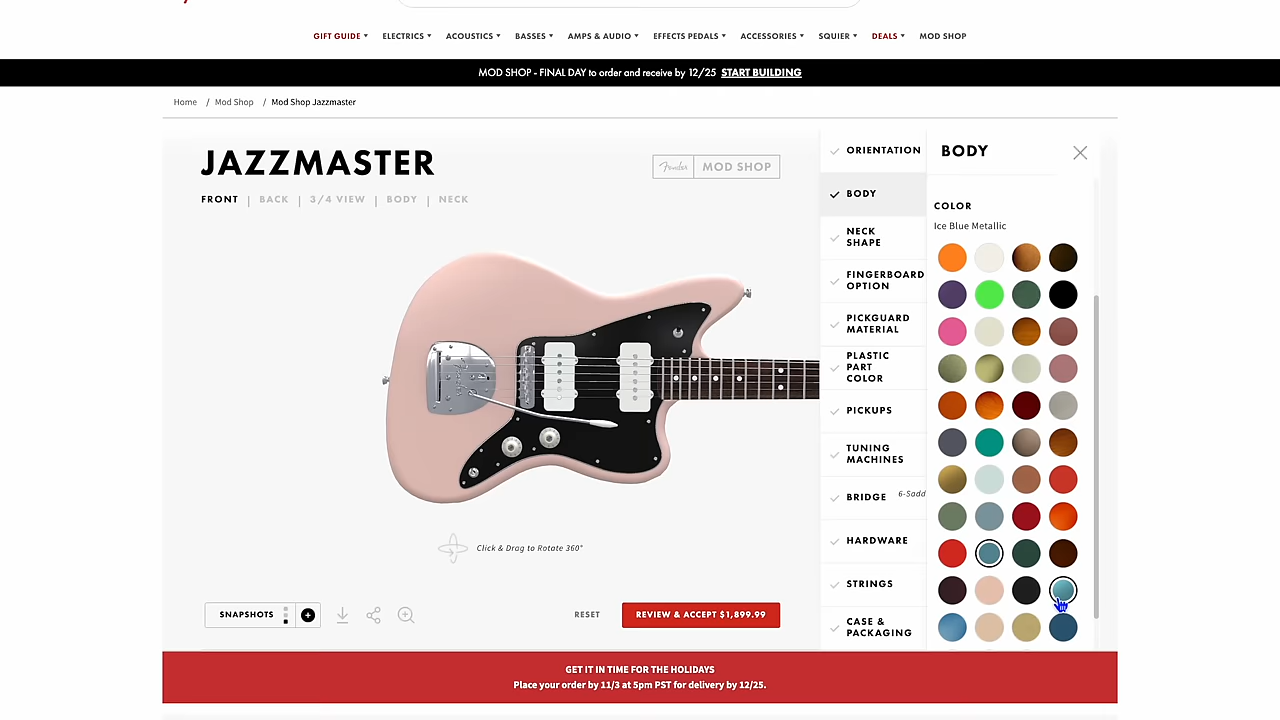 GIFT GUIDE ELECTRICS ACOUSTICS BASSES AMPS & AUDIO EFFECTS PEDALS ACCESSORIES SQUIER DEALS MOD SHOP
MOD SHOP - FINAL DAY to order and receive by 12/25 START BUILDING
Home / Mod Shop / Mod Shop Jazzmaster
JAZZMASTER
Fender MOD SHOP
FRONT | BACK | 3/4 VIEW | BODY | NECK
Click & Drag to Rotate 360°
SNAPSHOTS
RESET
REVIEW & ACCEPT $1,899.99
ORIENTATION
BODY
NECK
SHAPE
FINGERBOARD
OPTION
PICKGUARD
MATERIAL
PLASTIC
PART
COLOR
PICKUPS
TUNING
MACHINES
BRIDGE 6-Sadd
HARDWARE
STRINGS
CASE &
PACKAGING
BODY
COLOR
Ice Blue Metallic
GET IT IN TIME FOR THE HOLIDAYS
Place your order by 11/3 at 5pm PST for delivery by 12/25.